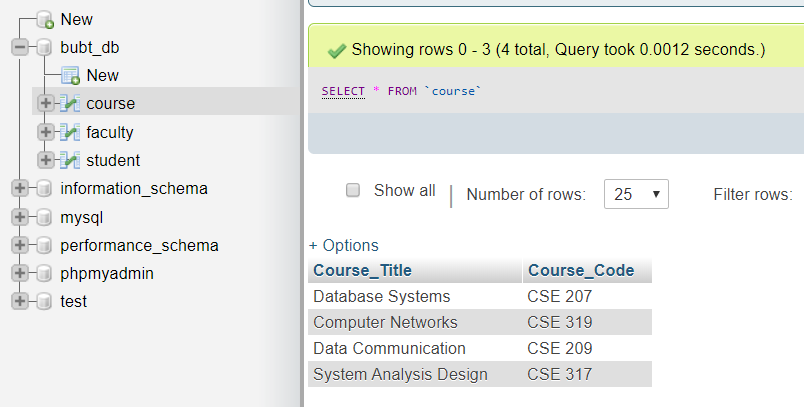 New
bubt_db
New
course
faculty
student
information_schema
mysql
performance_schema
phpmyadmin
test
Showing rows 0 - 3 (4 total, Query took 0.0012 seconds.)
SELECT * FROM `course`
Show all | Number of rows: 25 Filter rows:
+ Options
Course_Title Course_Code
Database Systems CSE 207
Computer Networks CSE 319
Data Communication CSE 209
System Analysis Design CSE 317